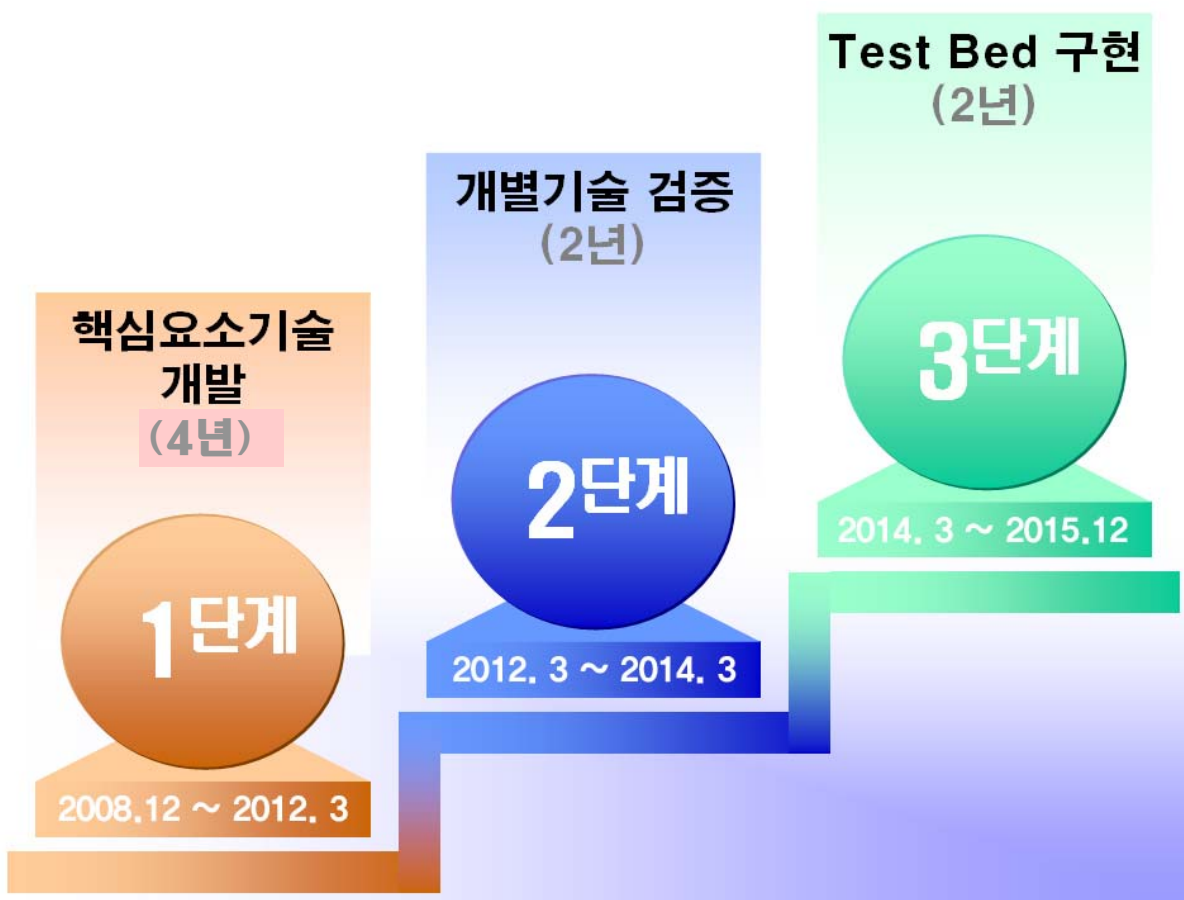 핵심요소기술
개발
(4년)
1단계
2008.12 ~ 2012. 3
개별기술 검증
(2년)
2단계
2012. 3 ~ 2014. 3
Test Bed 구현
(2년)
3단계
2014. 3 ~ 2015.12